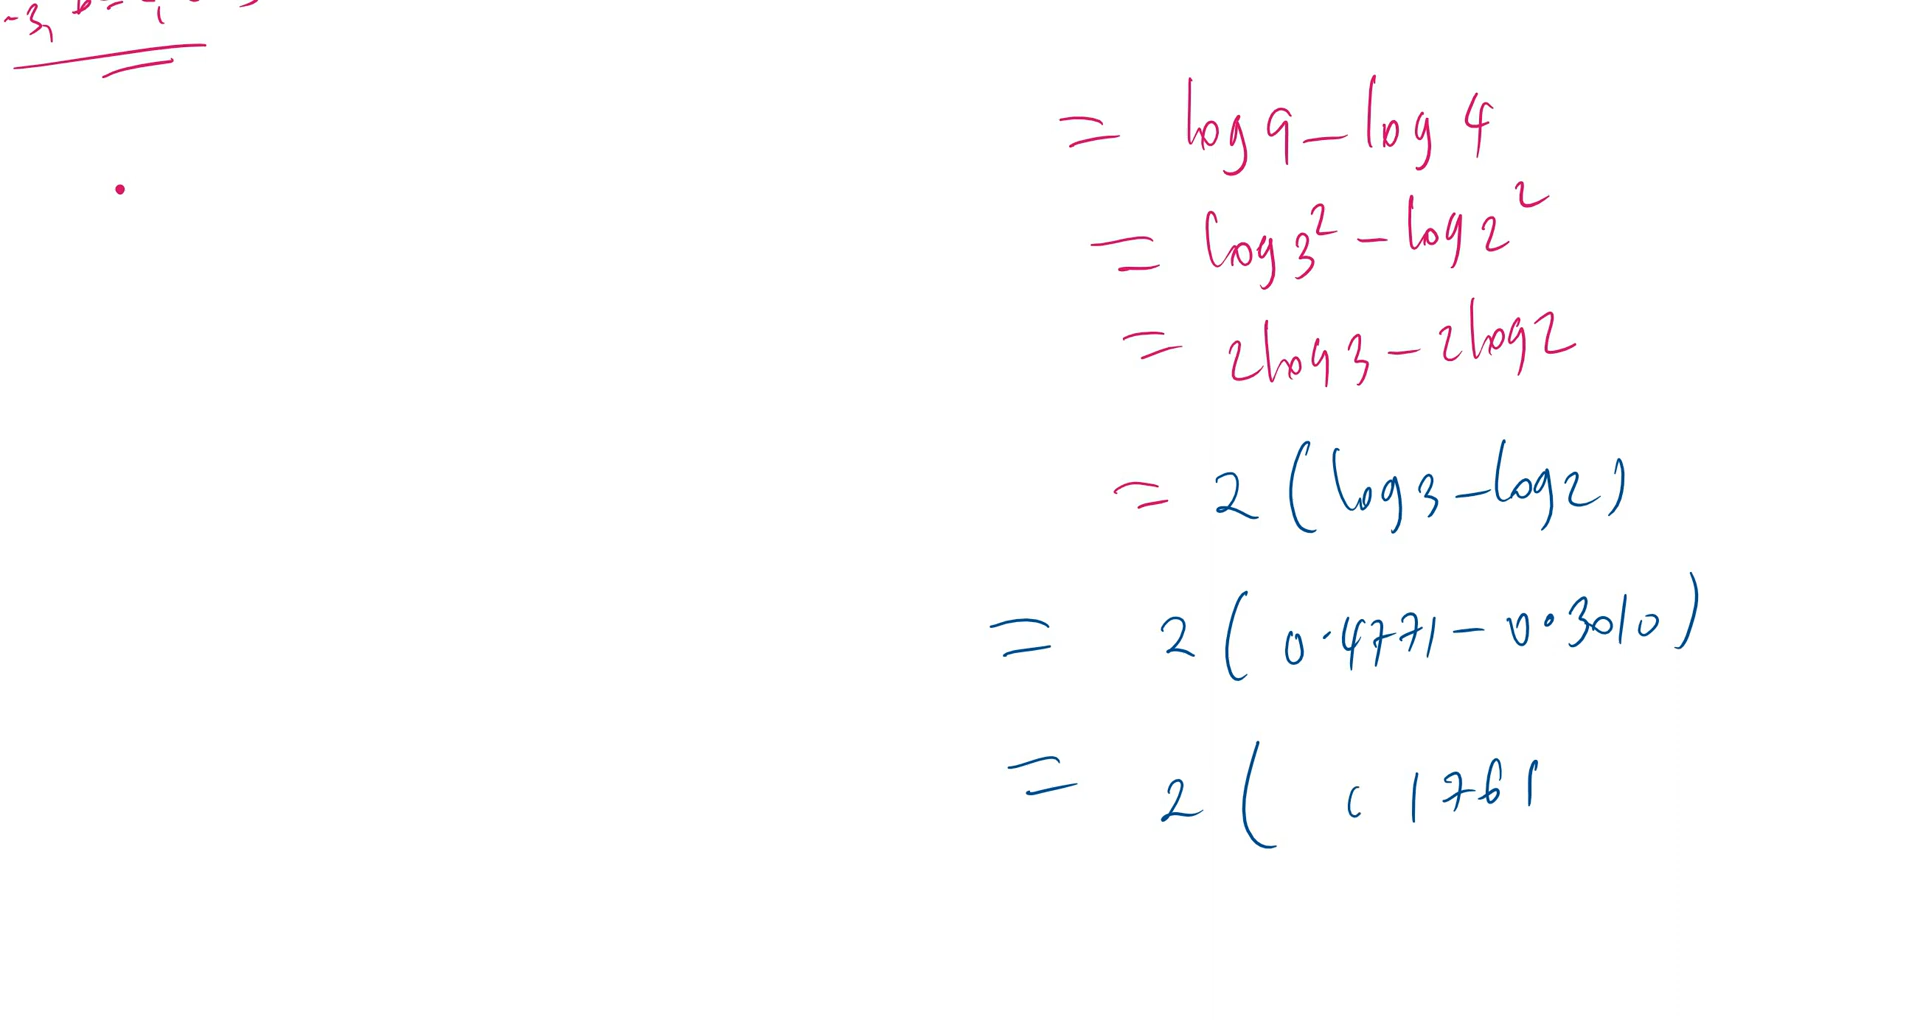 -3, b =
= log 9 - log 4
= log 3² - log 2²
= 2log 3 - 2log 2
= 2 (log 3 - log 2)
= 2 (0.4771 - 0.3010)
= 2 ( c 1761